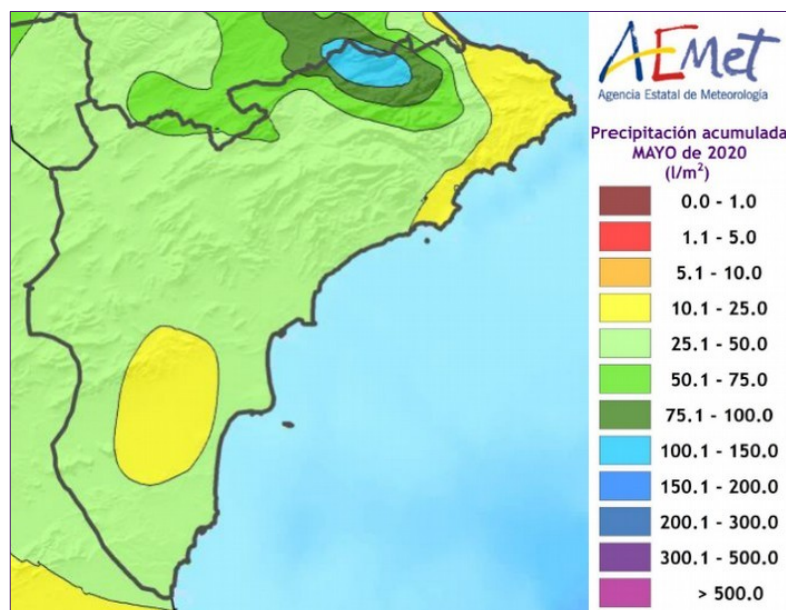 AEMet
Agencia Estatal de Meteorología
Precipitación acumulada
MAYO de 2020
(l/m²)
0.0 - 1.0
1.1 - 5.0
5.1 - 10.0
10.1 - 25.0
25.1 - 50.0
50.1 - 75.0
75.1 - 100.0
100.1 - 150.0
150.1 - 200.0
200.1 - 300.0
300.1 - 500.0
> 500.0